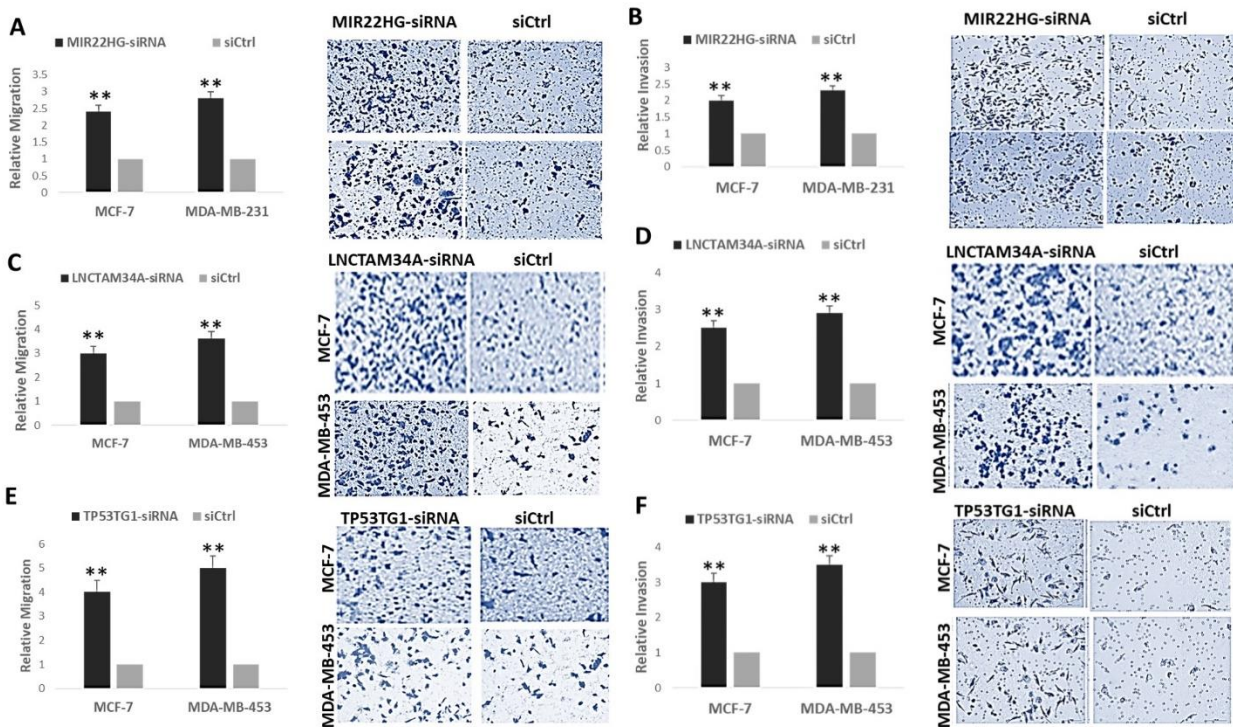 A
MIR22HG-siRNA siCtrl
Relative Migration
3.5
3
2.5
2
1.5
1
0.5
0
** **
MCF-7 MDA-MB-231
MIR22HG-siRNA siCtrl
B
MIR22HG-siRNA siCtrl
Relative Invasion
3
2.5
2
1.5
1
0.5
0
** **
MCF-7 MDA-MB-231
MIR22HG-siRNA siCtrl
C
LNCTAM34A-siRNA siCtrl
Relative Migration
5
4
3
2
1
0
** **
MCF-7 MDA-MB-453
LNCTAM34A-siRNA siCtrl
MCF-7
MDA-MB-453
D
LNCTAM34A-siRNA siCtrl
Relative Invasion
4
3
2
1
0
** **
MCF-7 MDA-MB-453
LNCTAM34A-siRNA siCtrl
MCF-7
MDA-MB-453
E
TP53TG1-siRNA siCtrl
Relative Migration
6
5
4
3
2
1
0
** **
MCF-7 MDA-MB-453
TP53TG1-siRNA siCtrl
MCF-7
MDA-MB-453
F
TP53TG1-siRNA siCtrl
Relative Invasion
4
3
2
1
0
** **
MCF-7 MDA-MB-453
TP53TG1-siRNA siCtrl
MCF-7
MDA-MB-453